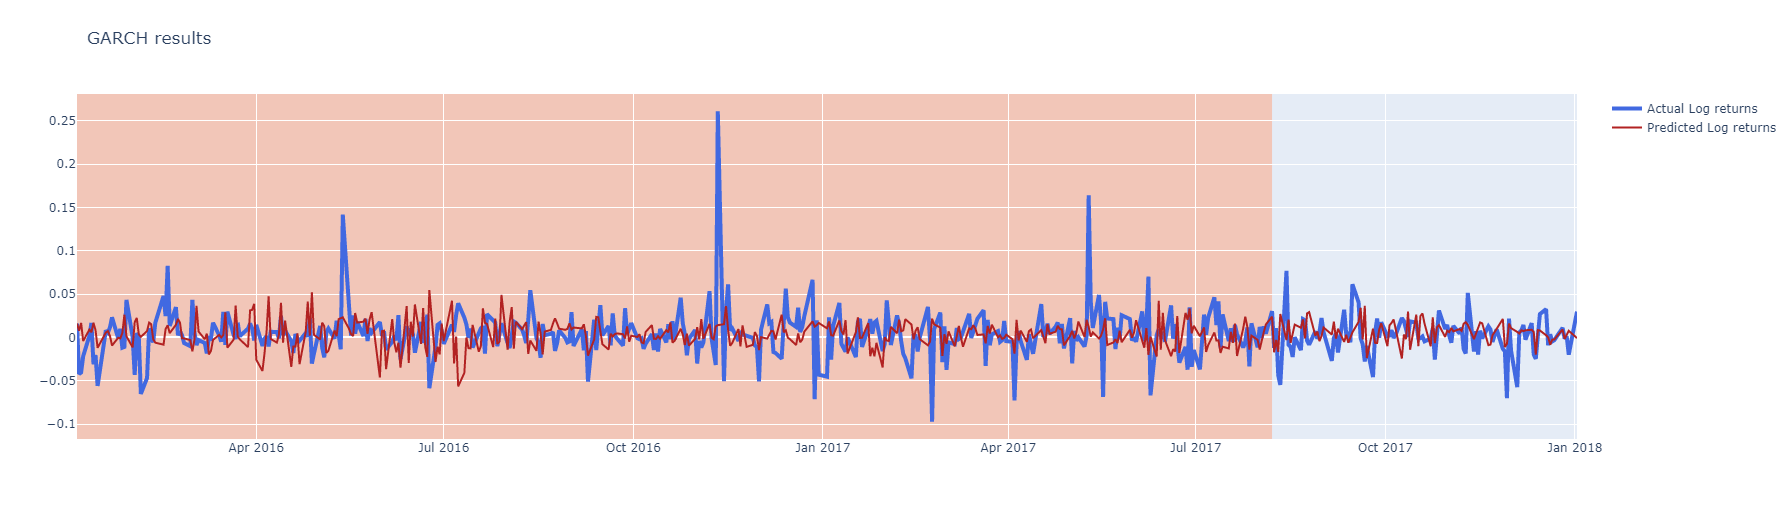 GARCH results
Actual Log returns
Predicted Log returns
0.25
0.2
0.15
0.1
0.05
0
−0.05
−0.1
Apr 2016
Jul 2016
Oct 2016
Jan 2017
Apr 2017
Jul 2017
Oct 2017
Jan 2018